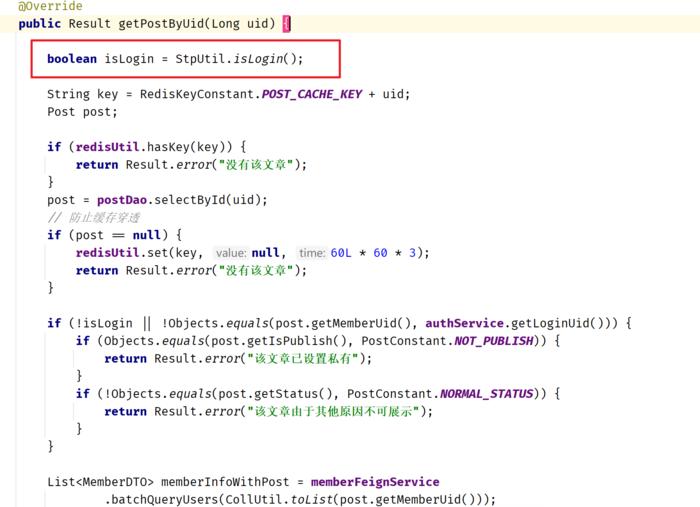 @Override
public Result getPostByUid(Long uid) {
boolean isLogin = StpUtil.isLogin();
String key = RedisKeyConstant.POST_CACHE_KEY + uid;
Post post;
if (redisUtil.hasKey(key)) {
return Result.error("没有该文章");
}
post = postDao.selectById(uid);
// 防止缓存穿透
if (post == null) {
redisUtil.set(key, value: null, time: 60L * 60 * 3);
return Result.error("没有该文章");
}
if (!isLogin || !Objects.equals(post.getMemberUid(), authService.getLoginUid())) {
if (Objects.equals(post.getIsPublish(), PostConstant.NOT_PUBLISH)) {
return Result.error("该文章已设置私有");
}
if (!Objects.equals(post.getStatus(), PostConstant.NORMAL_STATUS)) {
return Result.error("该文章由于其他原因不可展示");
}
}
List<MemberDTO> memberInfoWithPost = memberFeignService
.batchQueryUsers(CollUtil.toList(post.getMemberUid()));